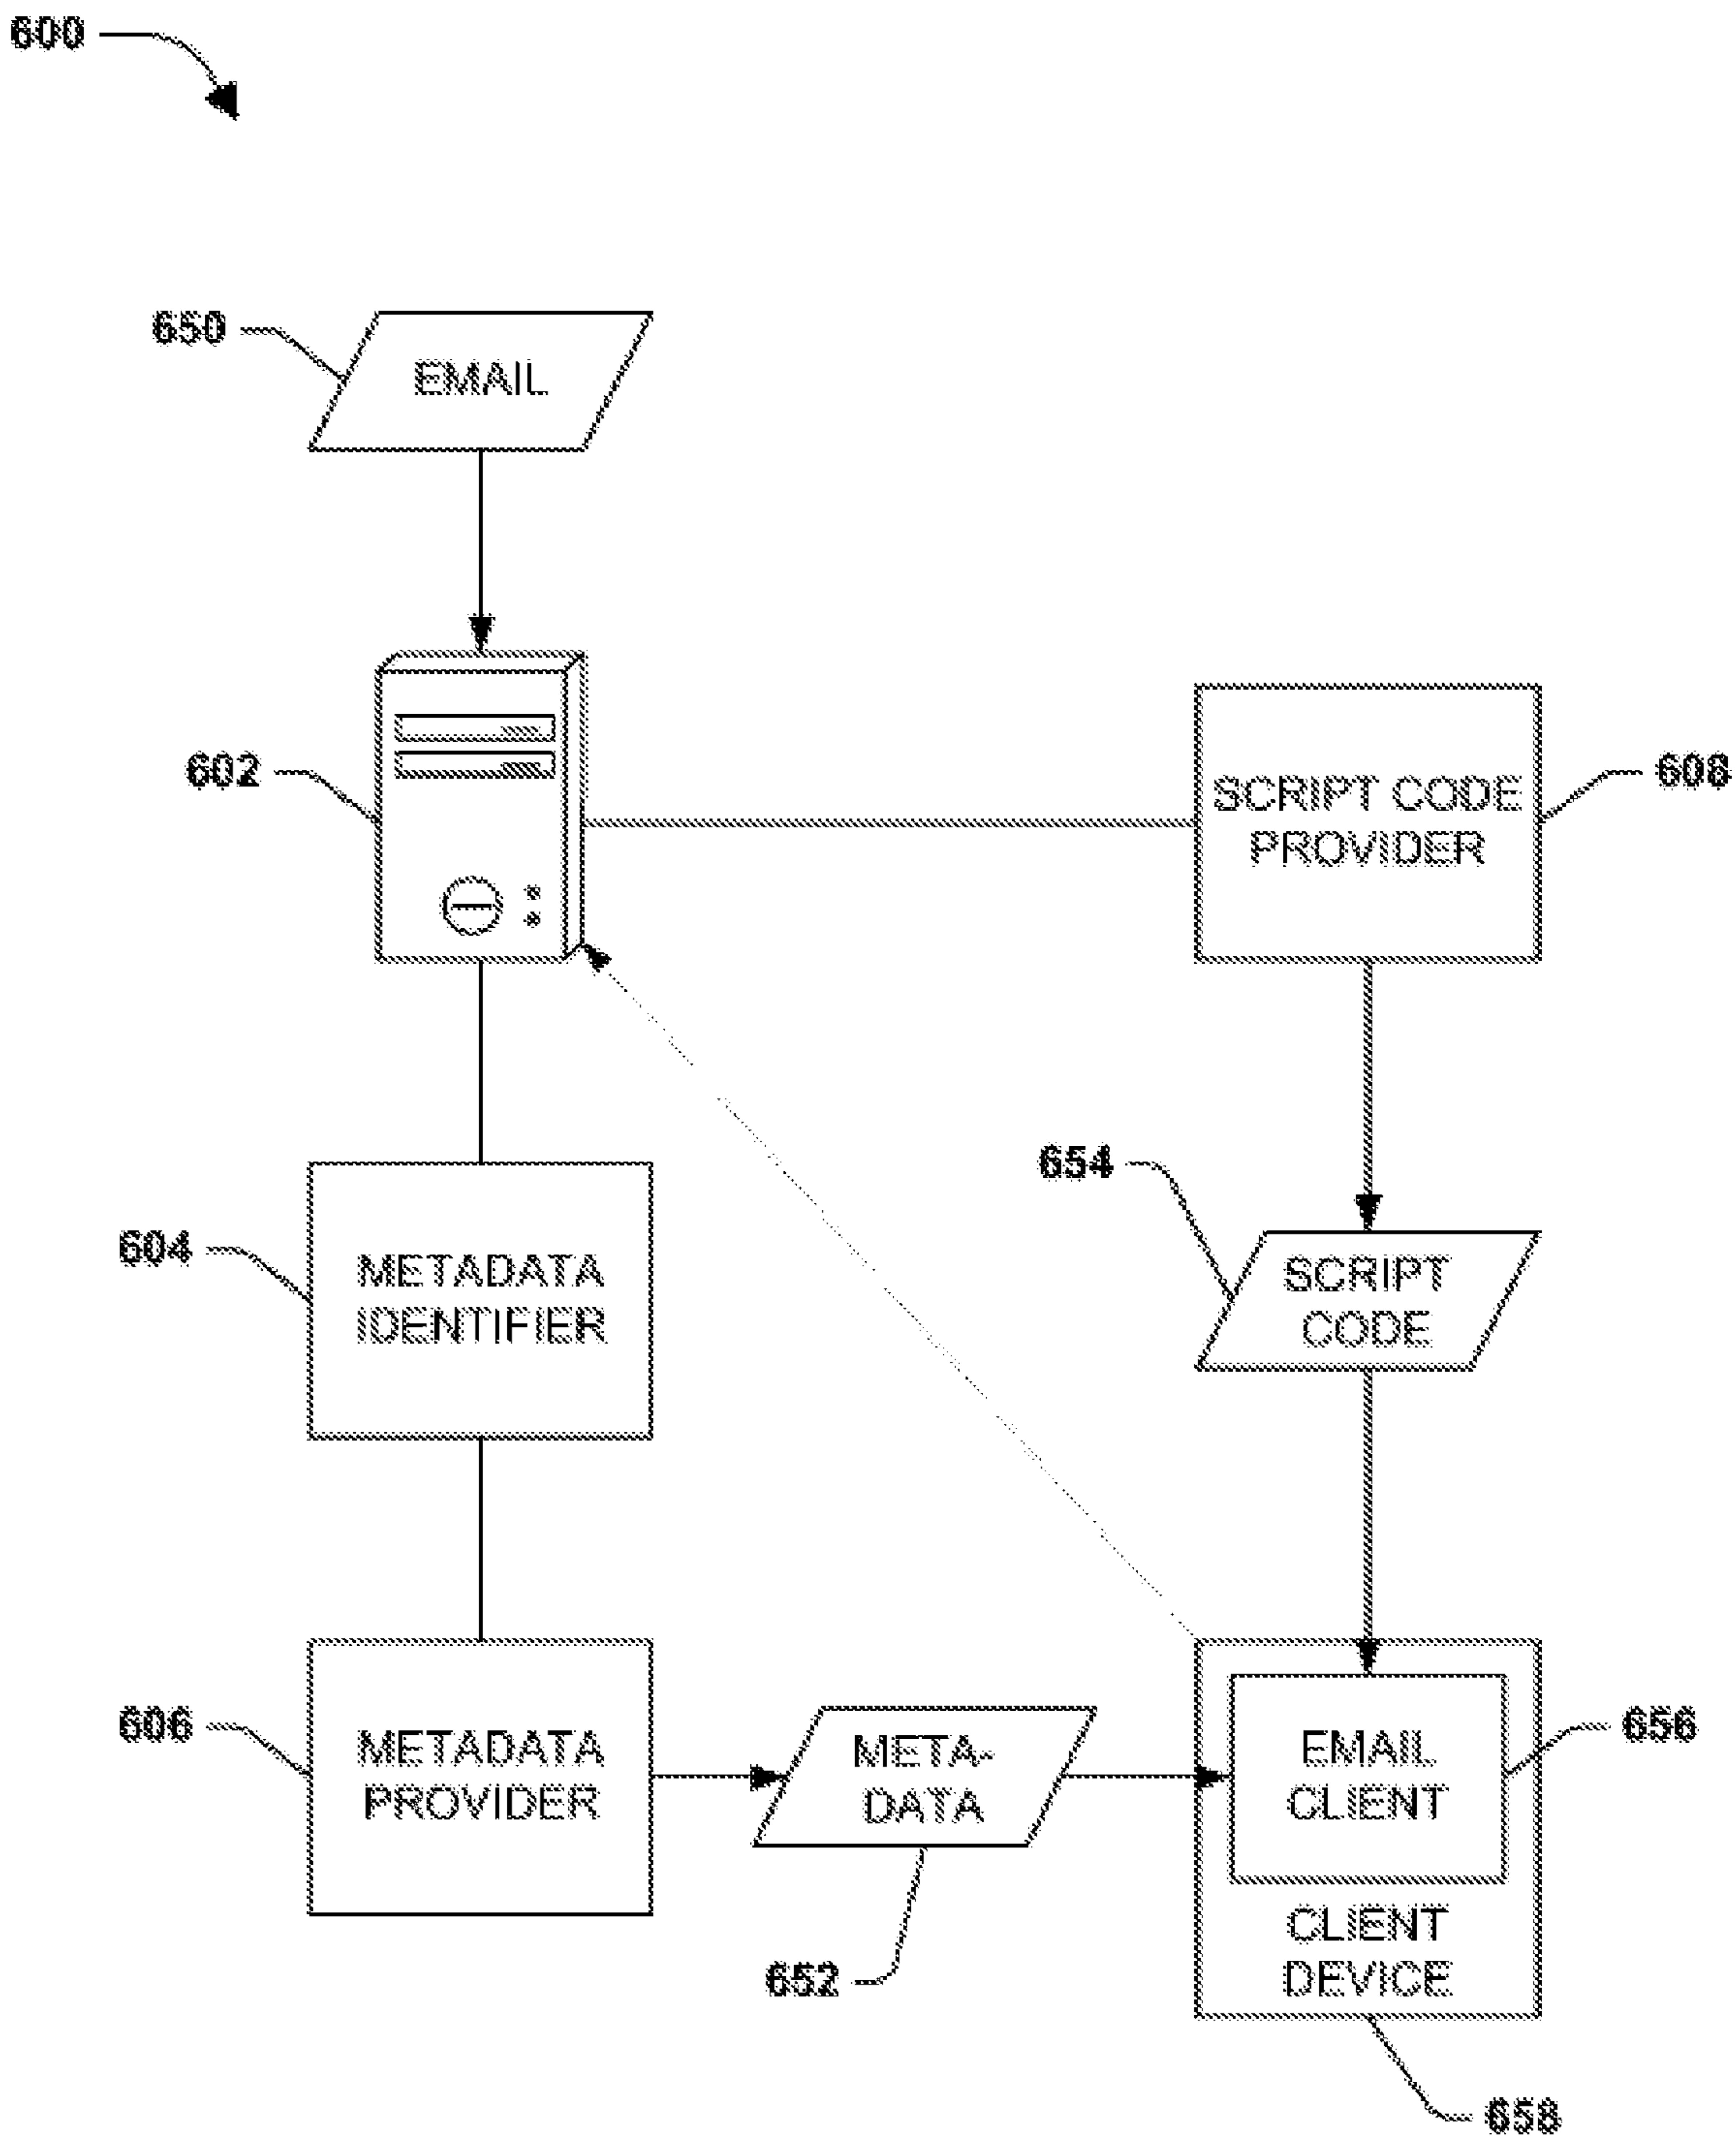 600
650
EMAIL
602
SCRIPT CODE
PROVIDER
608
654
604
METADATA
IDENTIFIER
SCRIPT
CODE
606
METADATA
PROVIDER
META-
DATA
EMAIL
CLIENT
656
CLIENT
DEVICE
652
658